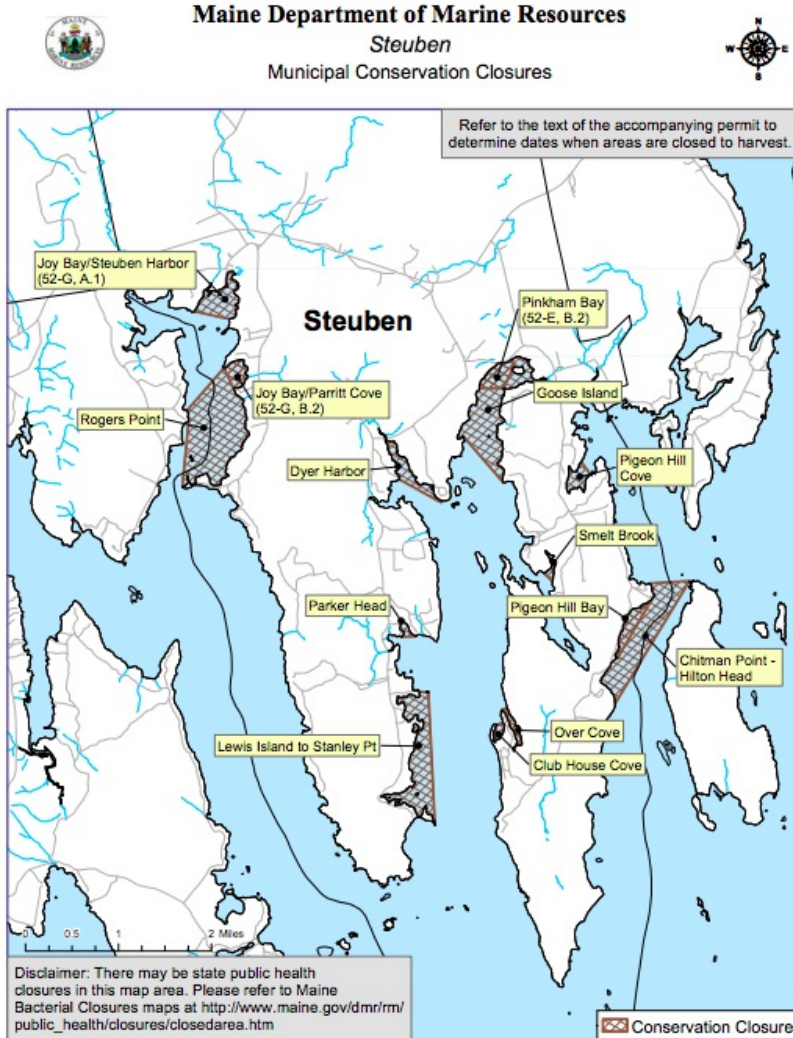 Maine Department of Marine Resources
Steuben
Municipal Conservation Closures
N
W
E
S
MAINE
MARINE RESOURCES
Refer to the text of the accompanying permit to
determine dates when areas are closed to harvest.
Joy Bay/Steuben Harbor
(52-G, A.1)
Steuben
Pinkham Bay
(52-E, B.2)
Joy Bay/Parritt Cove
(52-G, B.2)
Goose Island
Rogers Point
Dyer Harbor
Pigeon Hill
Cove
Smelt Brook
Parker Head
Pigeon Hill Bay
Chitman Point -
Hilton Head
Lewis Island to Stanley Pt
Over Cove
Club House Cove
0 0.5 1 2 Miles
Disclaimer: There may be state public health
closures in this map area. Please refer to Maine
Bacterial Closures maps at http://www.maine.gov/dmr/rm/
public_health/closures/closedarea.htm
Conservation Closure